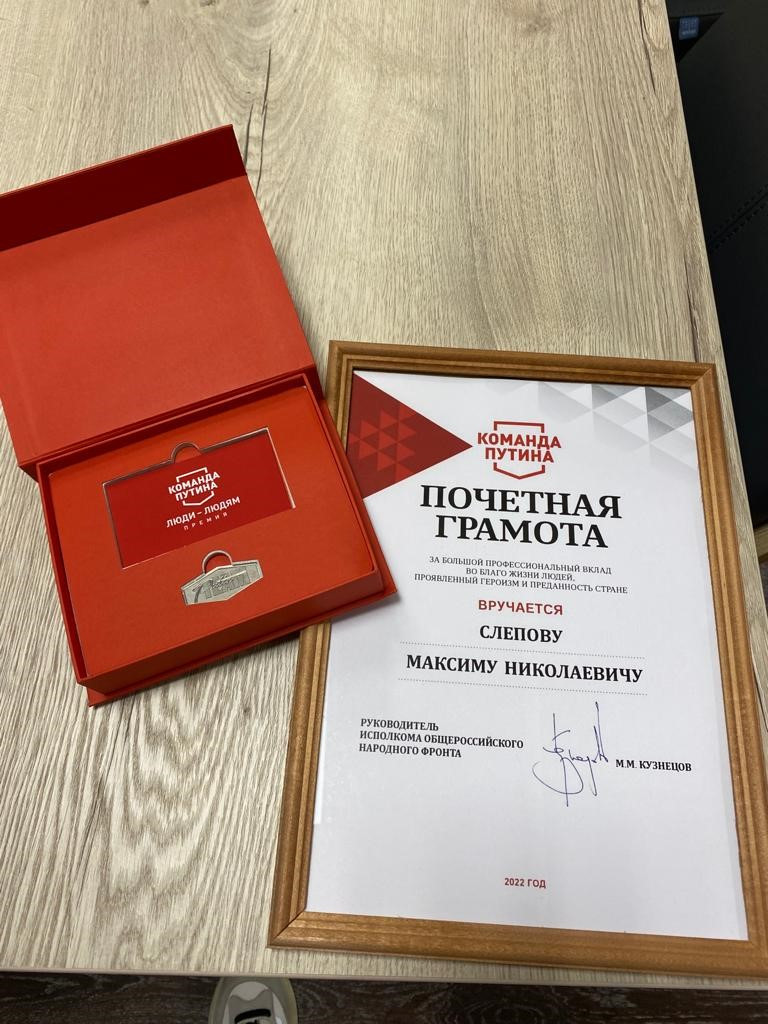 КОМАНДА
ПУТИНА
ЛЮДИ – ЛЮДЯМ
ПРЕМИЯ
КОМАНДА
ПУТИНА
ПОЧЕТНАЯ
ГРАМОТА
ЗА БОЛЬШОЙ ПРОФЕССИОНАЛЬНЫЙ ВКЛАД
ВО БЛАГО ЖИЗНИ ЛЮДЕЙ,
ПРОЯВЛЕННЫЙ ГЕРОИЗМ И ПРЕДАННОСТЬ СТРАНЕ
ВРУЧАЕТСЯ
СЛЕПОВУ
МАКСИМУ НИКОЛАЕВИЧУ
РУКОВОДИТЕЛЬ
ИСПОЛКОМА ОБЩЕРОССИЙСКОГО
НАРОДНОГО ФРОНТА
М.М. КУЗНЕЦОВ
2022 ГОД